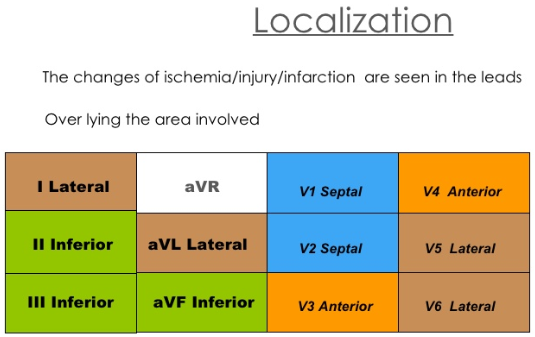 Localization
The changes of ischemia/injury/infarction are seen in the leads
Over lying the area involved
I Lateral
aVR
V1 Septal
V4 Anterior
II Inferior
aVL Lateral
V2 Septal
V5 Lateral
III Inferior
aVF Inferior
V3 Anterior
V6 Lateral